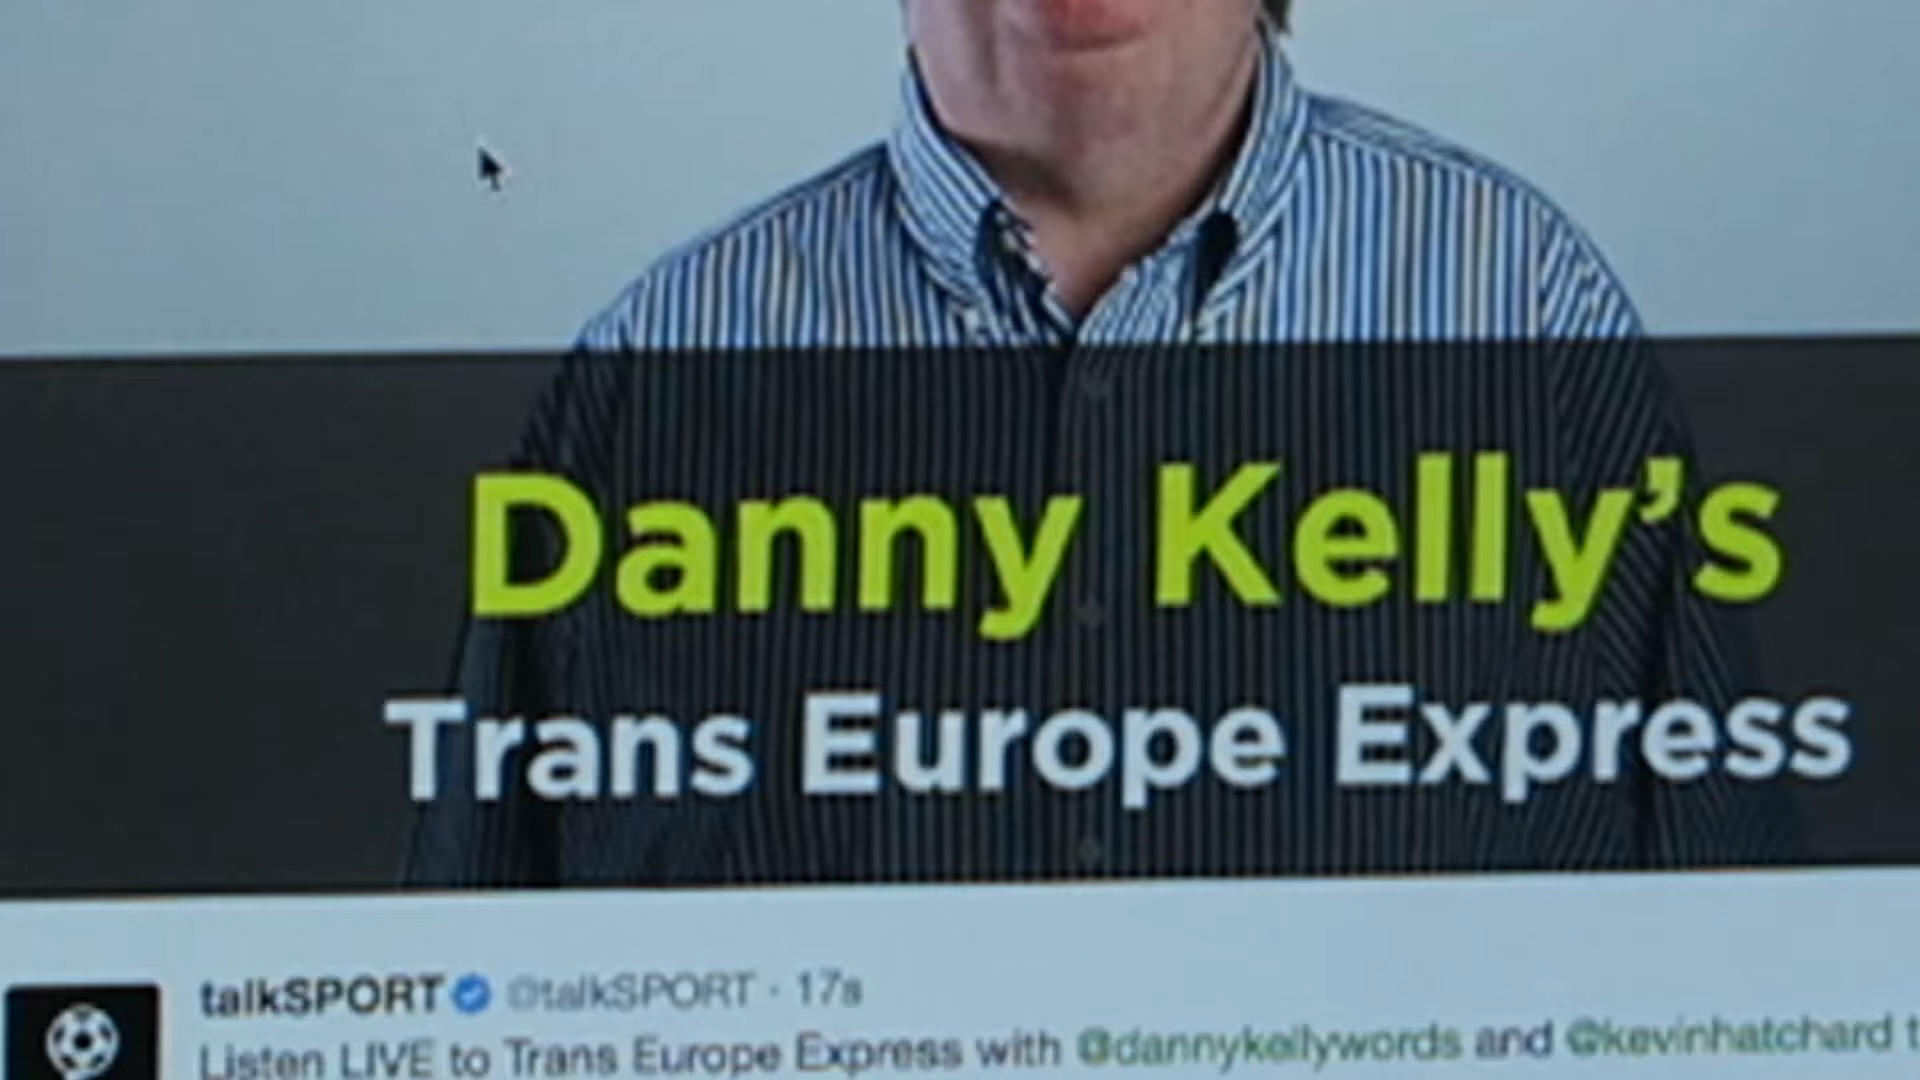 Danny Kelly's
Trans Europe Express
talkSPORT @talkSPORT · 17s
Listen LIVE to Trans Europe Express with @dannykellywords and @kevinhatchard